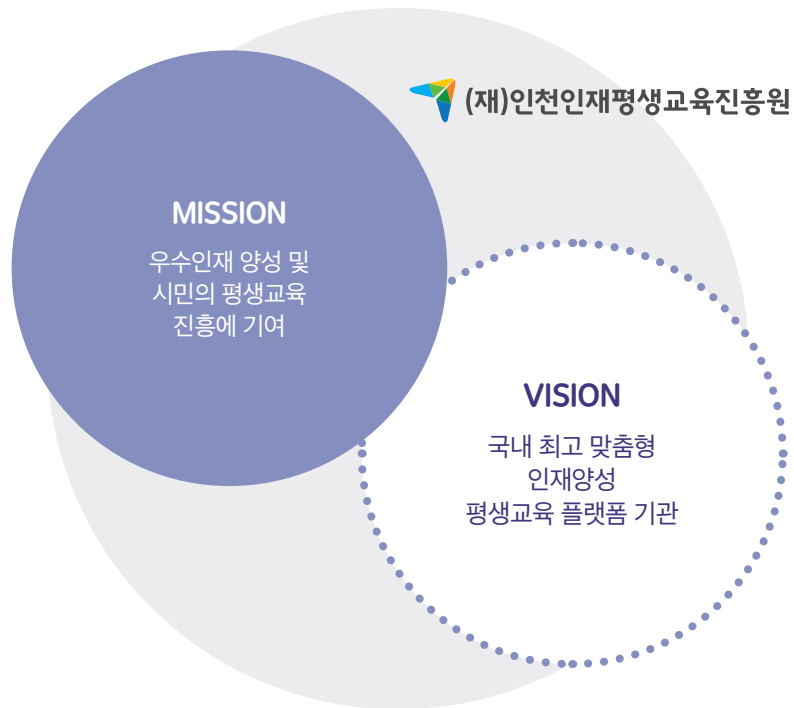 (재)인천인재평생교육진흥원
MISSION
우수인재 양성 및
시민의 평생교육
진흥에 기여
VISION
국내 최고 맞춤형
인재양성
평생교육 플랫폼 기관